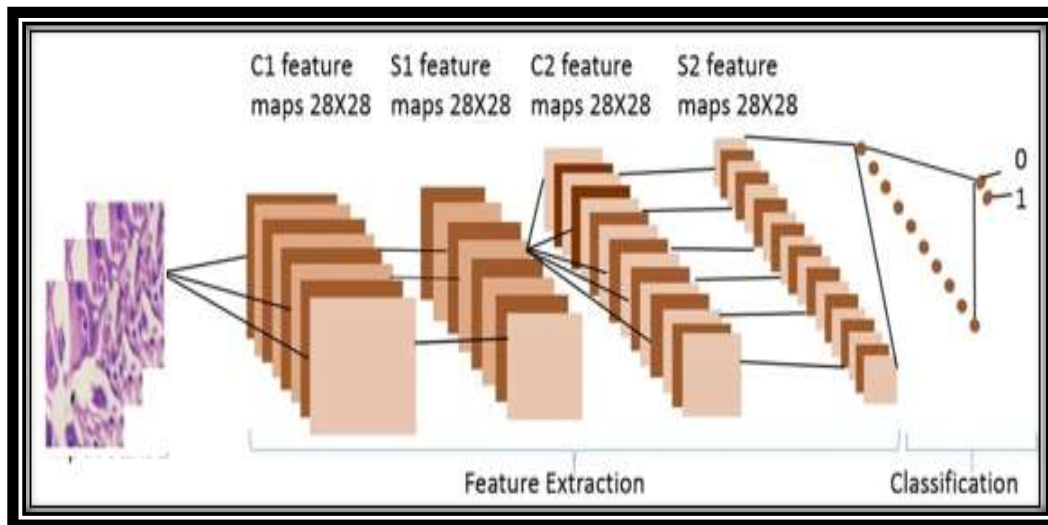 C1 feature
maps 28X28
S1 feature
maps 28X28
C2 feature
maps 28X28
S2 feature
maps 28X28
0
1
Feature Extraction
Classification